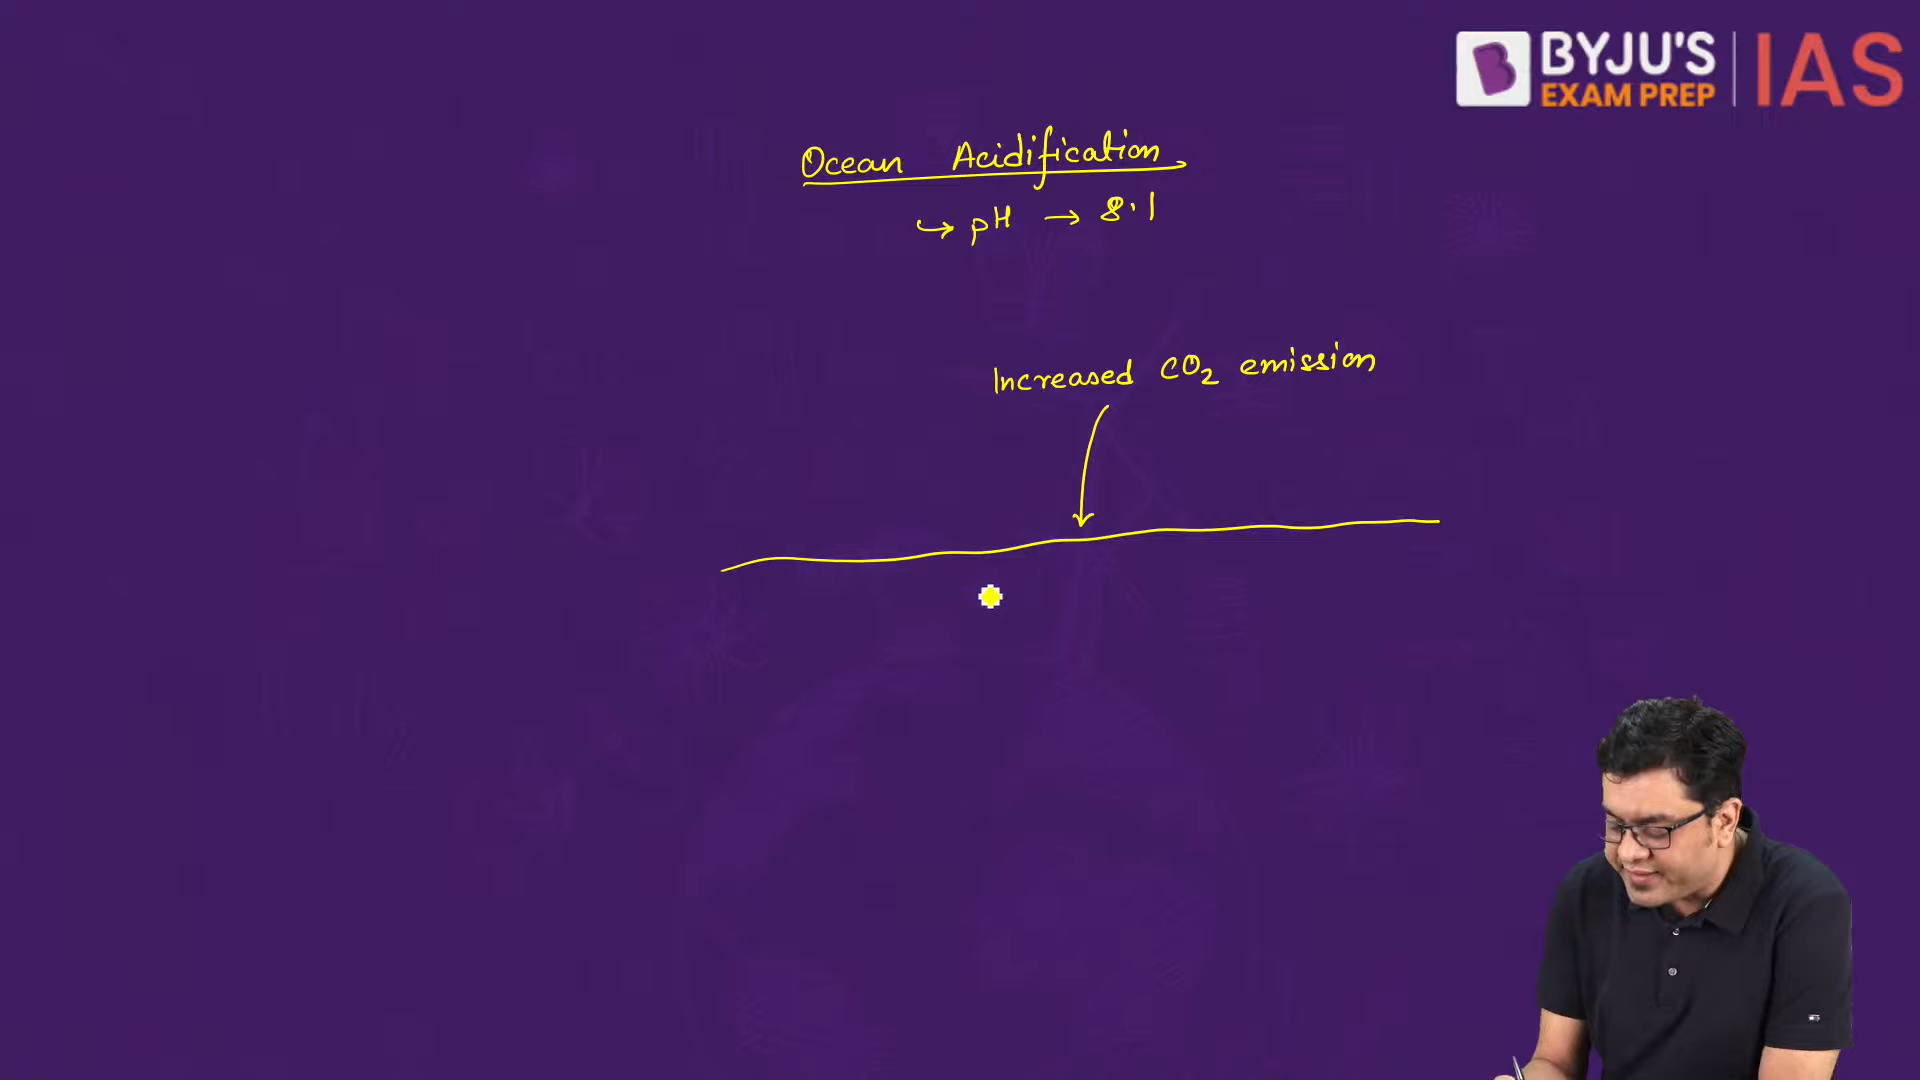 BYJU'S
EXAM PREP
IAS
Ocean Acidification
↪ pH → 8.1
Increased CO₂ emission